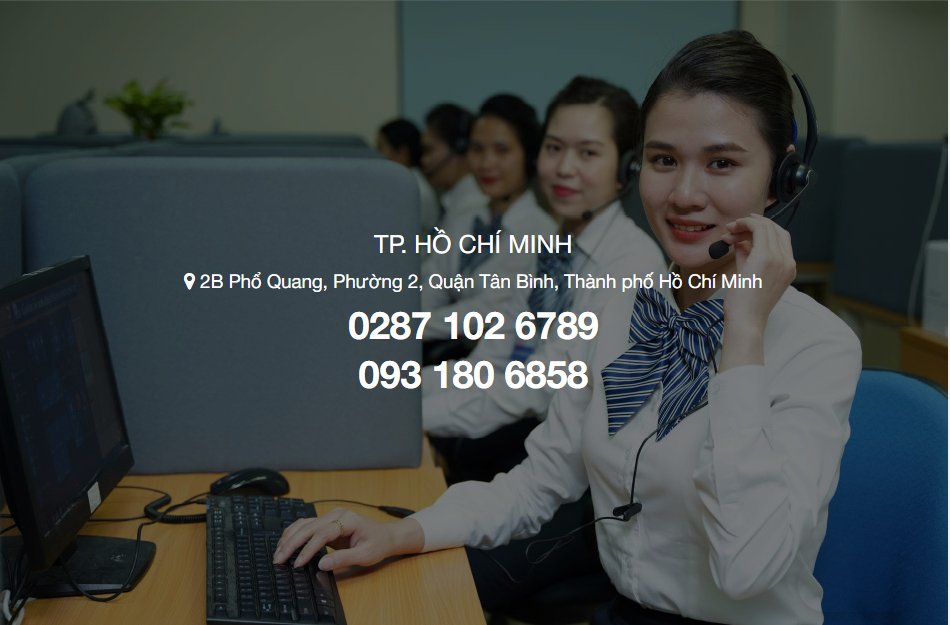 TP. HỒ CHÍ MINH
2B Phổ Quang, Phường 2, Quận Tân Bình, Thành phố Hồ Chí Minh
0287 102 6789
093 180 6858